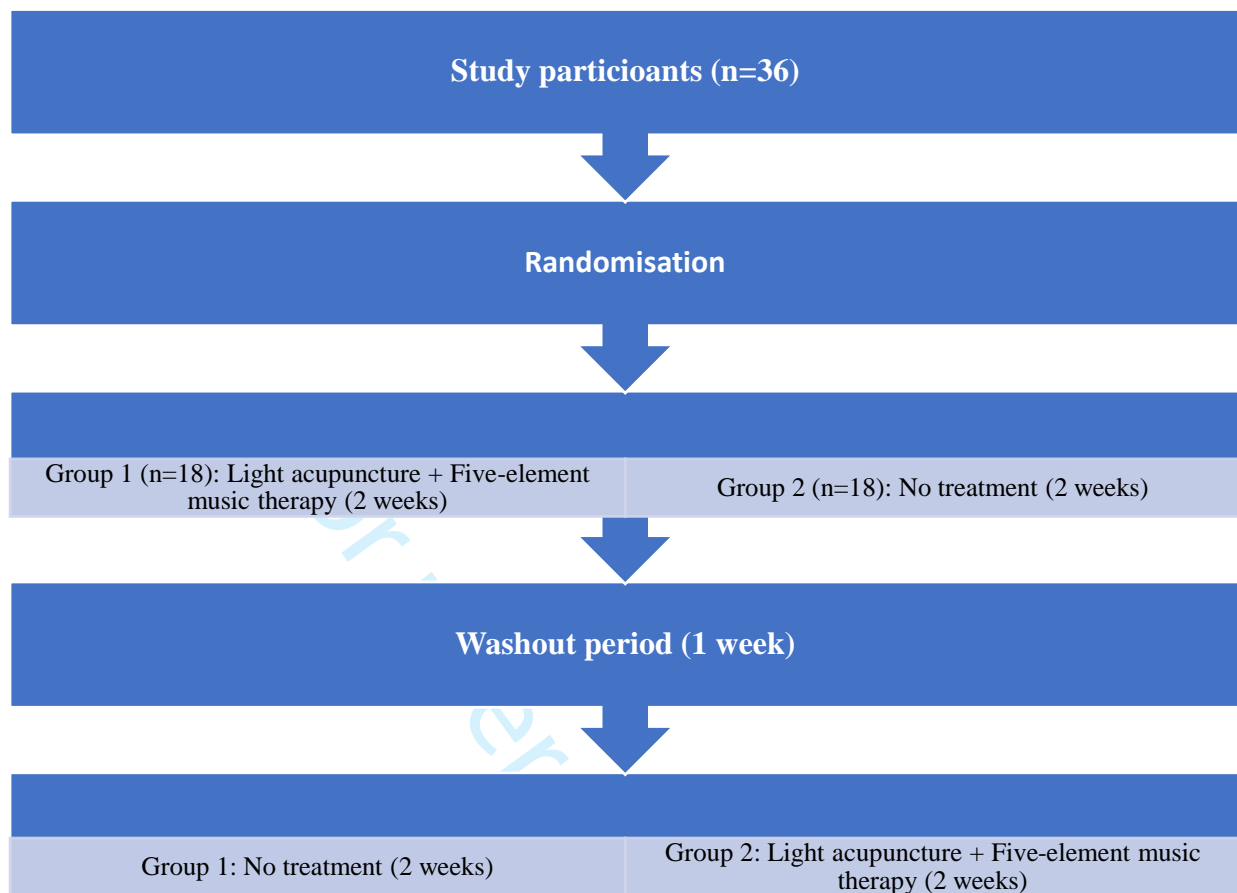 Study particioants (n=36)
Randomisation
Group 1 (n=18): Light acupuncture + Five-element
music therapy (2 weeks)
Group 2 (n=18): No treatment (2 weeks)
Washout period (1 week)
Group 1: No treatment (2 weeks)
Group 2: Light acupuncture + Five-element music
therapy (2 weeks)